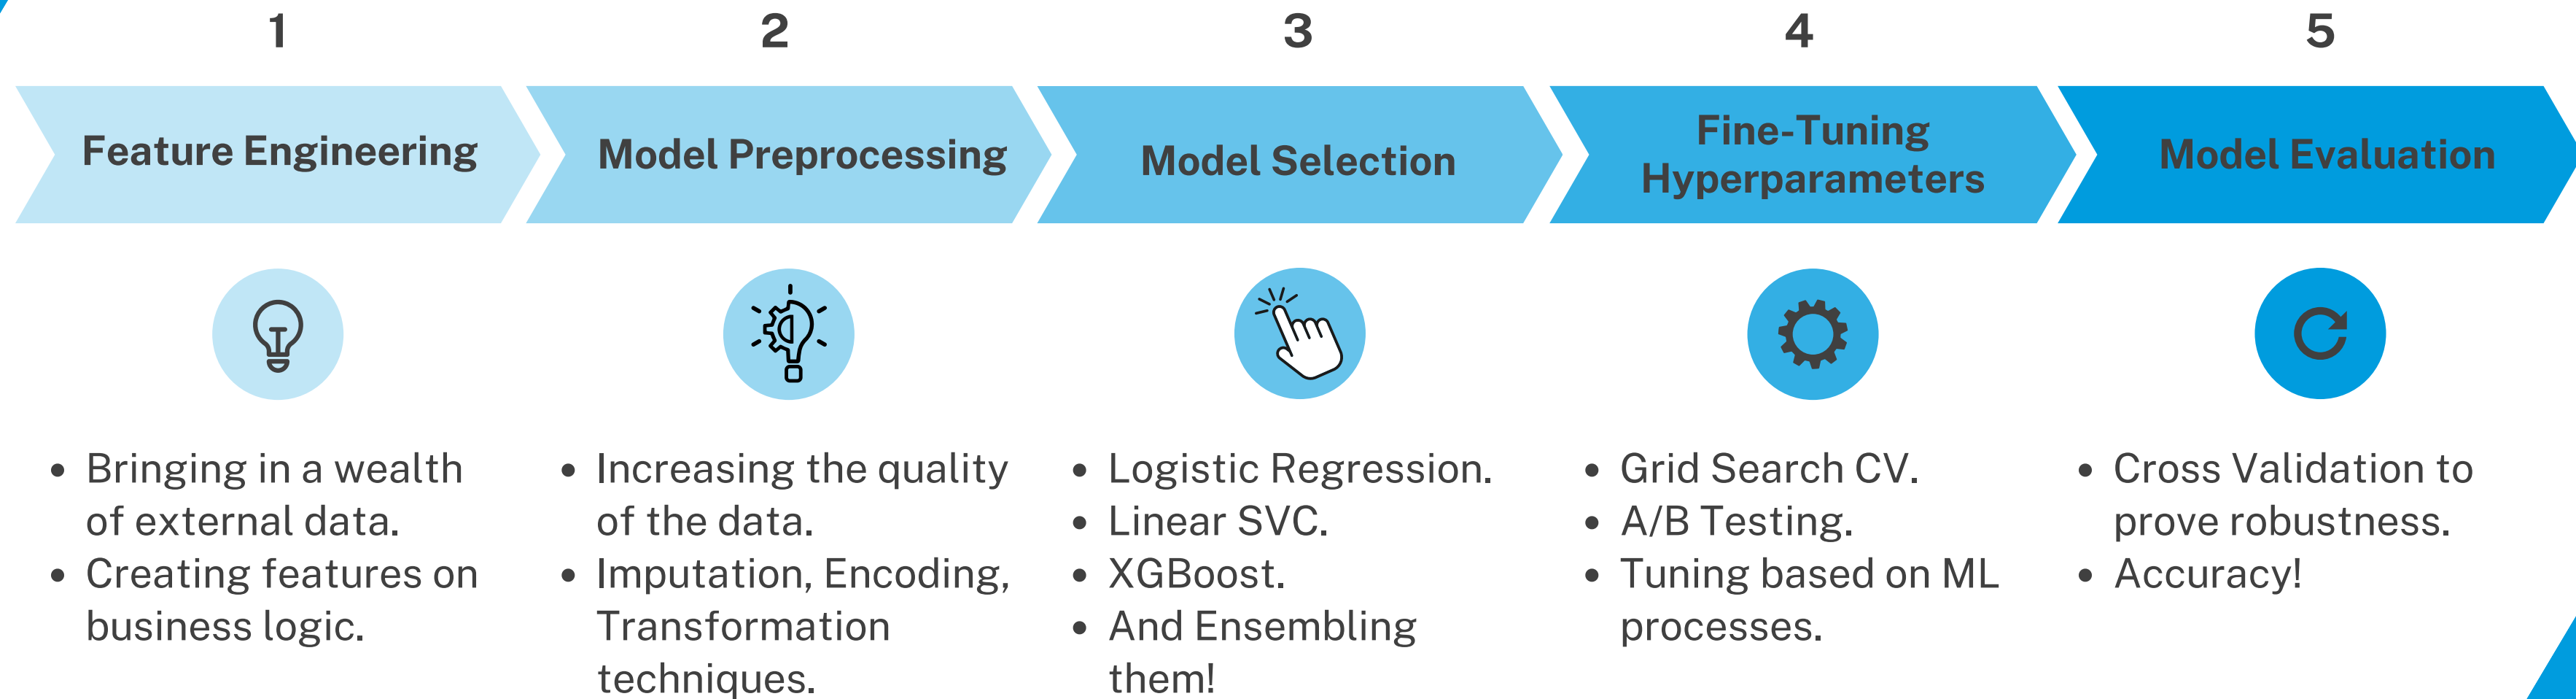 1
Feature Engineering
• Bringing in a wealth
of external data.
• Creating features on
business logic.
2
Model Preprocessing
• Increasing the quality
of the data.
• Imputation, Encoding,
Transformation
techniques.
3
Model Selection
• Logistic Regression.
• Linear SVC.
• XGBoost.
• And Ensembling
them!
4
Fine-Tuning
Hyperparameters
• Grid Search CV.
• A/B Testing.
• Tuning based on ML
processes.
5
Model Evaluation
• Cross Validation to
prove robustness.
• Accuracy!